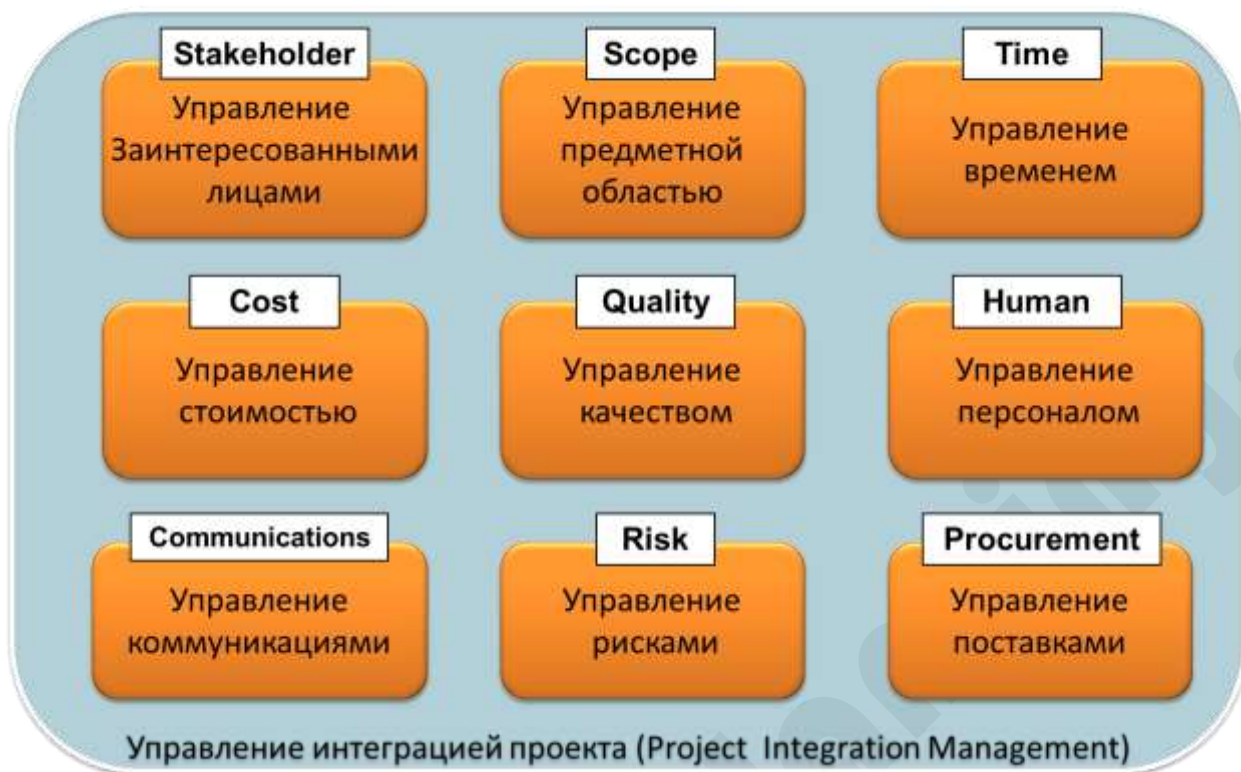 Stakeholder
Управление
Заинтересованными
лицами
Scope
Управление
предметной
областью
Time
Управление
временем
Cost
Управление
стоимостью
Quality
Управление
качеством
Human
Управление
персоналом
Communications
Управление
коммуникациями
Risk
Управление
рисками
Procurement
Управление
поставками
Управление интеграцией проекта (Project Integration Management)